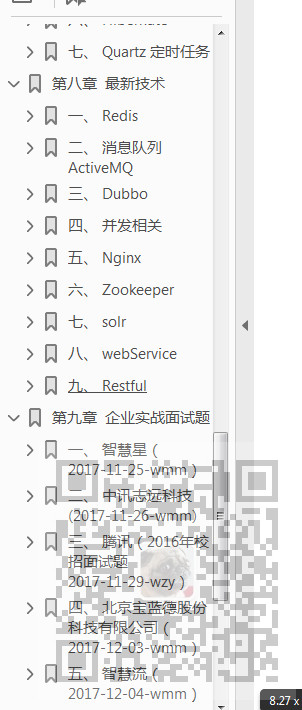 六、 Hibernate
七、 Quartz 定时任务
第八章 最新技术
一、 Redis
二、 消息队列
ActiveMQ
三、 Dubbo
四、 并发相关
五、 Nginx
六、 Zookeeper
七、 solr
八、 webService
九、 Restful
第九章 企业实战面试题
一、 智慧星（
2017-11-25-wmm）
二、 中讯志远科技
(2017-11-26-wmm)
三、 腾讯（2016年校
招面试题
2017-11-29-wzy）
四、 北京宝蓝德股份
科技有限公司（
2017-12-03-wmm）
五、 智慧流（
2017-12-04-wmm）
8.27 x